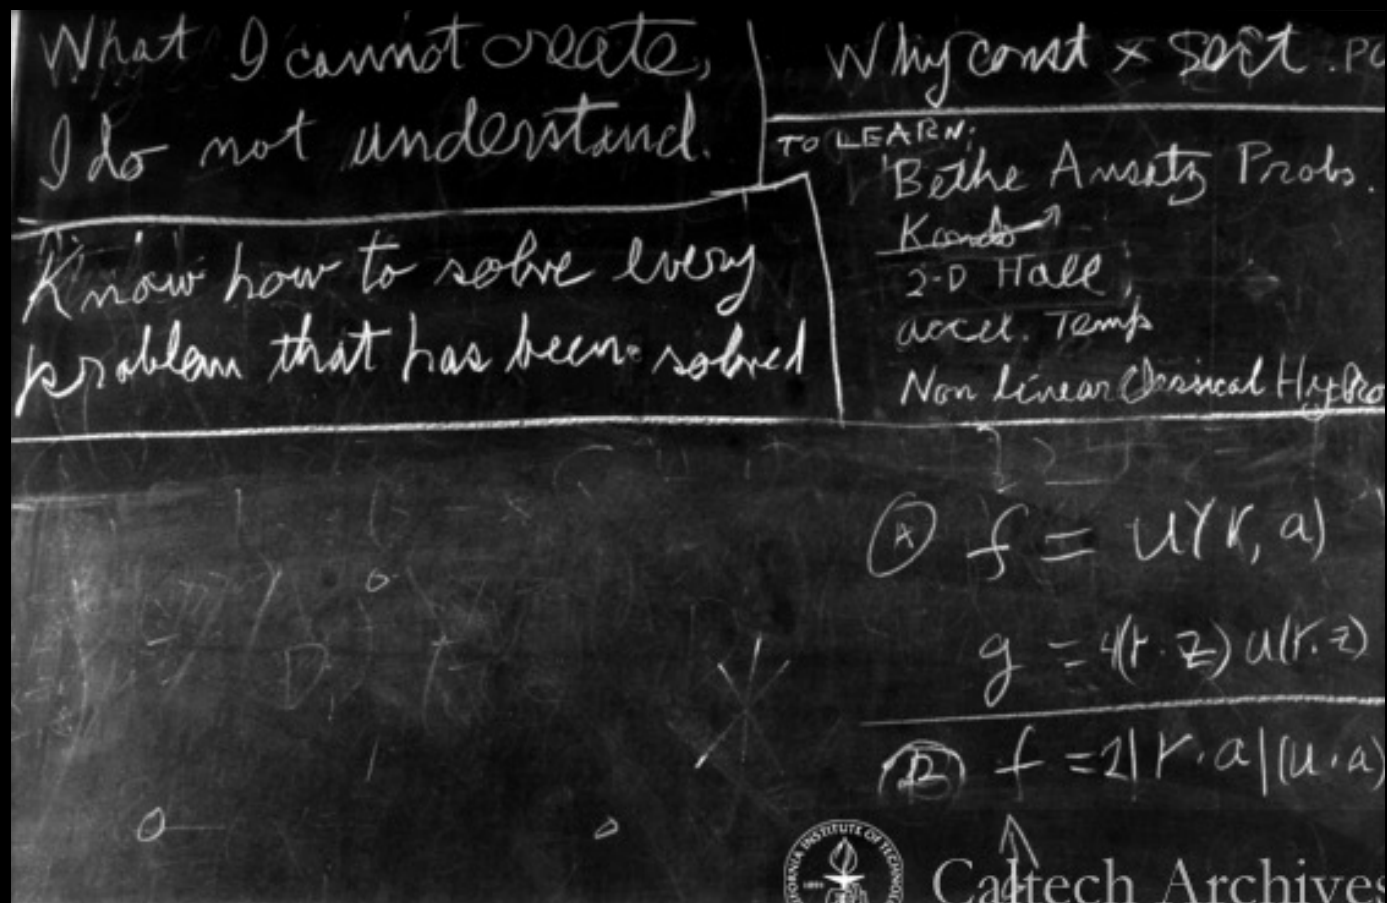 What I cannot create,
I do not understand.
Know how to solve every
problem that has been solved
Why const × sort . PO
TO LEARN:
Bethe Ansatz Probs.
Kondo
2-D Hall
accel. Temp
Non linear Classical Hydro
Ⓐ f = u(r, a)
g = 4(r·z) u(r·z)
Ⓑ f = 2|r·a|(u·a)
Caltech Archives